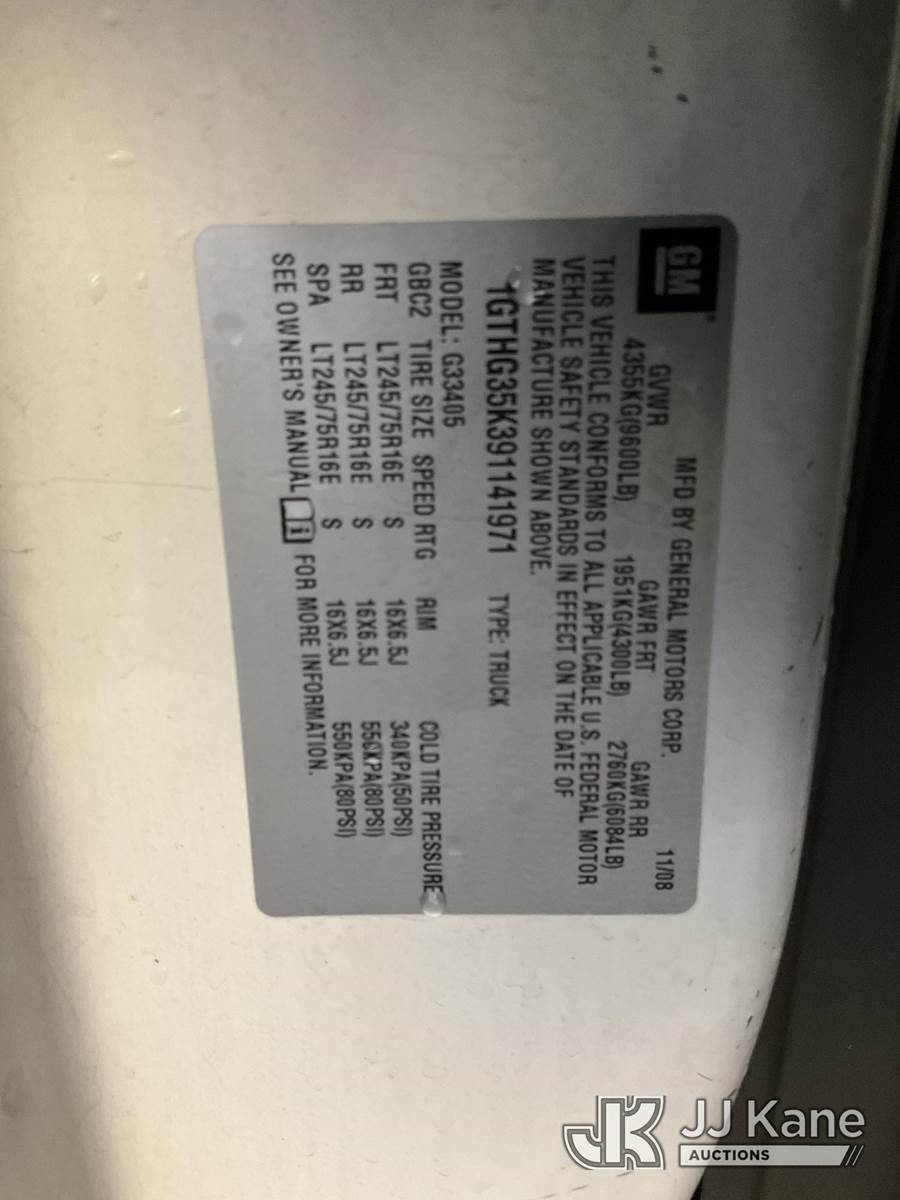 GM
MFD BY GENERAL MOTORS CORP. 11/08
GVWR GAWR FRT GAWR RR
4355KG(9600LB) 1951KG(4300LB) 2760KG(6084LB)
THIS VEHICLE CONFORMS TO ALL APPLICABLE U.S. FEDERAL MOTOR
VEHICLE SAFETY STANDARDS IN EFFECT ON THE DATE OF
MANUFACTURE SHOWN ABOVE.
1GTHG35K391141971 TYPE: TRUCK
MODEL: G33405
GBC2 TIRE SIZE SPEED RTG RIM COLD TIRE PRESSURE
FRT LT245/75R16E S 16X6.5J 340KPA(50PSI)
RR LT245/75R16E S 16X6.5J 550KPA(80PSI)
SPA LT245/75R16E S 16X6.5J 550KPA(80PSI)
SEE OWNER'S MANUAL i FOR MORE INFORMATION.
JK JJ Kane
AUCTIONS